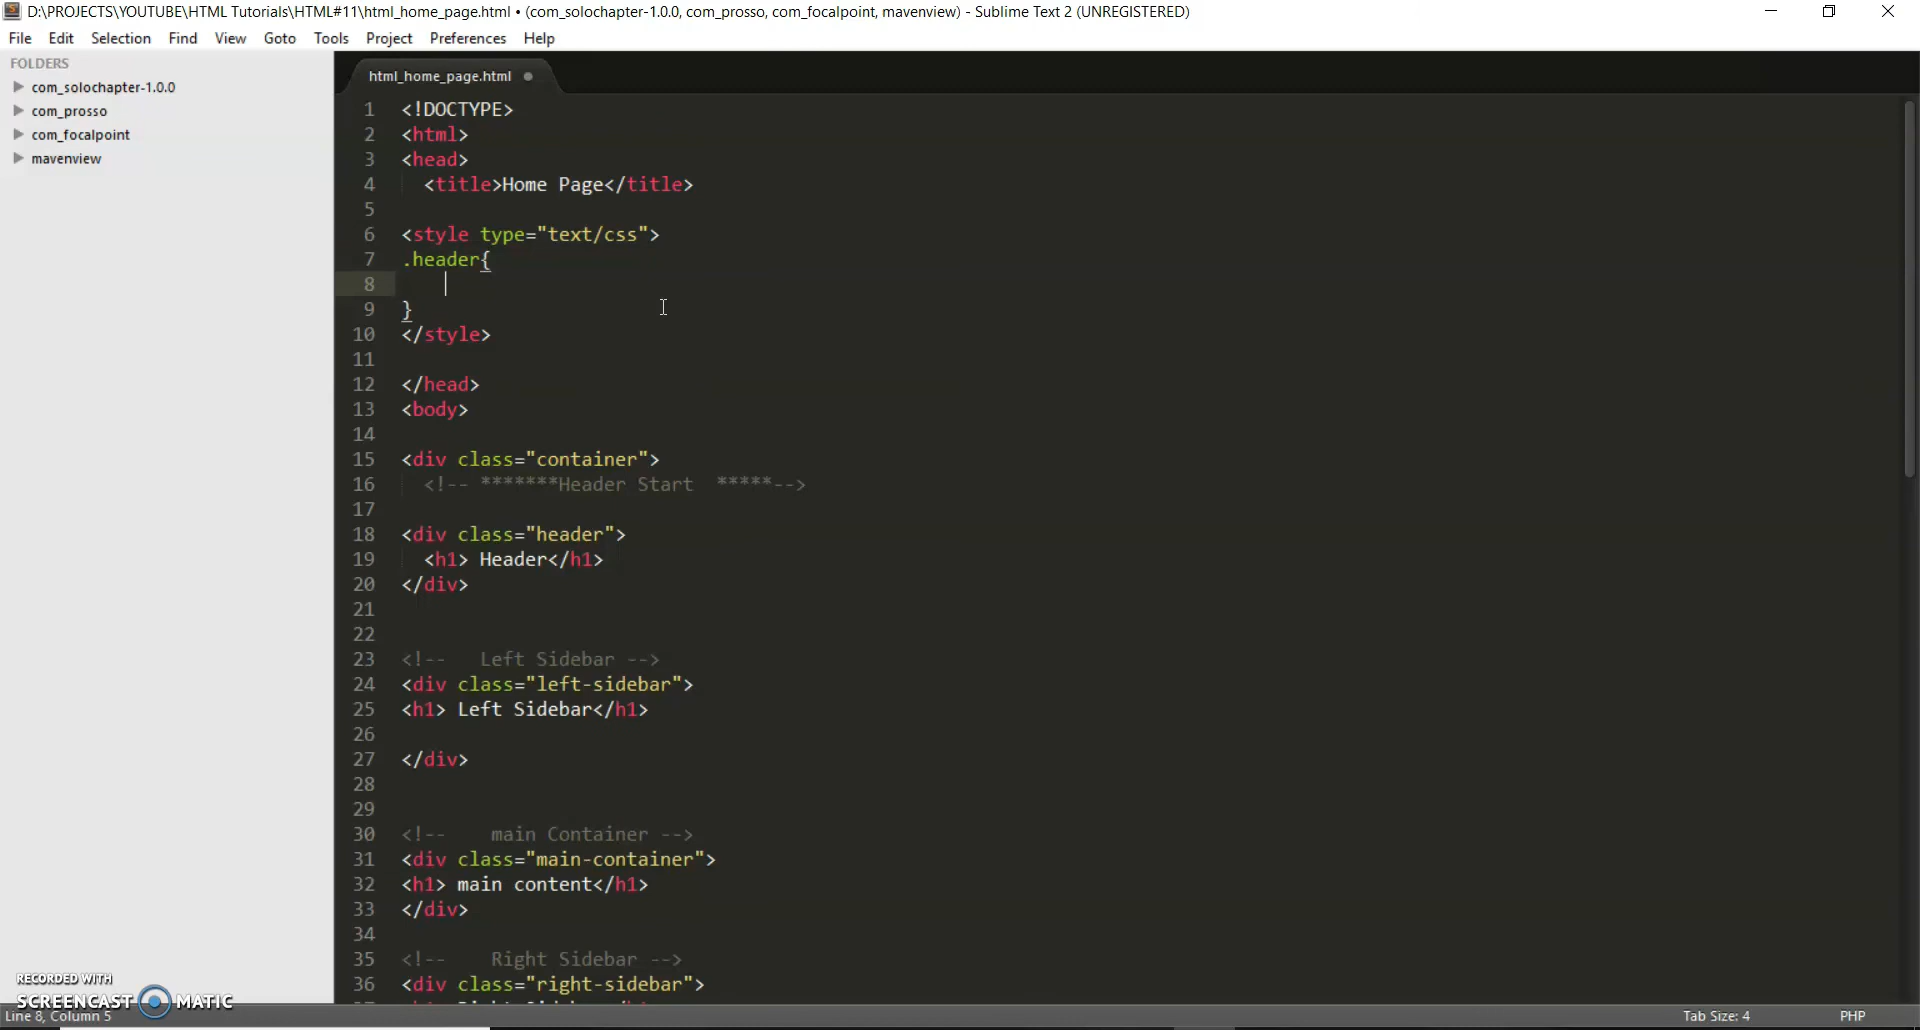 D:\PROJECTS\YOUTUBE\HTML Tutorials\HTML#11\html_home_page.html • (com_solochapter-1.0.0, com_prosso, com_focalpoint, mavenview) - Sublime Text 2 (UNREGISTERED)
File Edit Selection Find View Goto Tools Project Preferences Help
FOLDERS
com_solochapter-1.0.0
com_prosso
com_focalpoint
mavenview
html_home_page.html
1 <!DOCTYPE>
2 <html>
3 <head>
4 <title>Home Page</title>
5
6 <style type="text/css">
7 .header{
8
9 }
10 </style>
11
12 </head>
13 <body>
14
15 <div class="container">
16 <!-- *******Header Start  *****-->
17
18 <div class="header">
19 <h1> Header</h1>
20 </div>
21
22
23 <!--   Left Sidebar -->
24 <div class="left-sidebar">
25 <h1> Left Sidebar</h1>
26
27 </div>
28
29
30 <!--    main Container -->
31 <div class="main-container">
32 <h1> main content</h1>
33 </div>
34
35 <!--    Right Sidebar -->
36 <div class="right-sidebar">
RECORDED WITH
SCREENCAST MATIC
Line 8, Column 5
Tab Size: 4
PHP